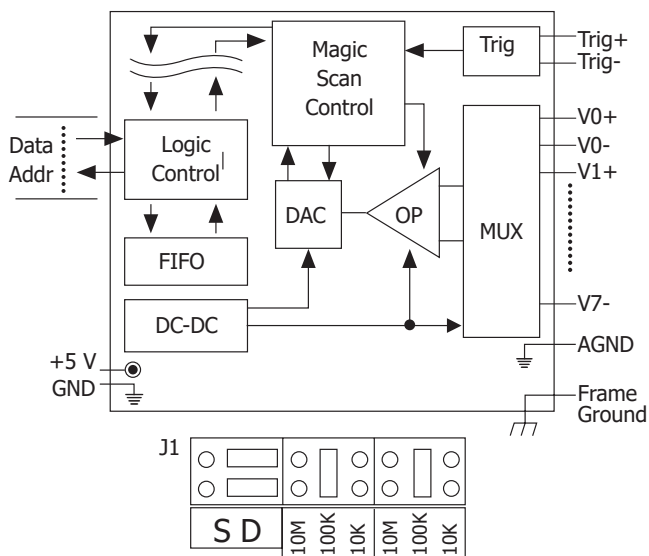 Magic
Scan
Control
Trig
Trig+
Trig-
Data
Addr
Logic
Control
V0+
V0-
V1+
DAC
OP
MUX
FIFO
DC-DC
V7-
+5 V
GND
AGND
Frame
Ground
J1
S D
10M 100K 10K 10M 100K 10K